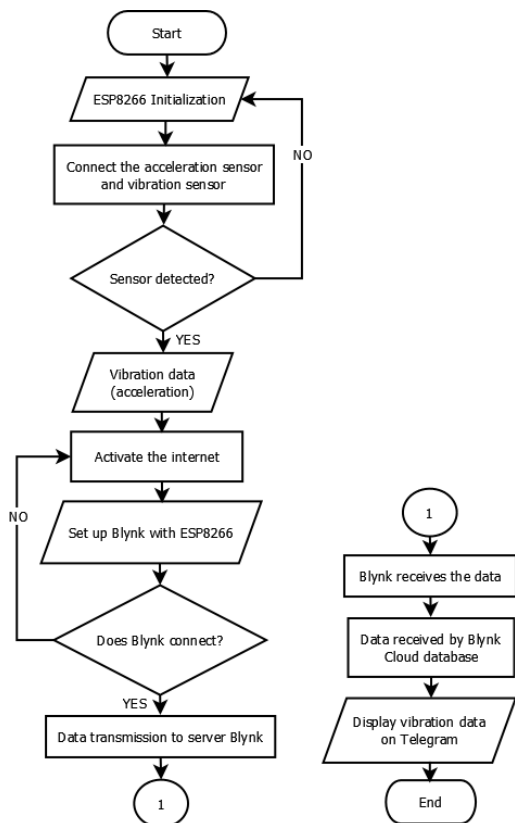 Start
ESP8266 Initialization
NO
Connect the acceleration sensor
and vibration sensor
Sensor detected?
YES
Vibration data
(acceleration)
Activate the internet
NO
Set up Blynk with ESP8266
Does Blynk connect?
YES
Data transmission to server Blynk
1
1
Blynk receives the data
Data received by Blynk
Cloud database
Display vibration data
on Telegram
End